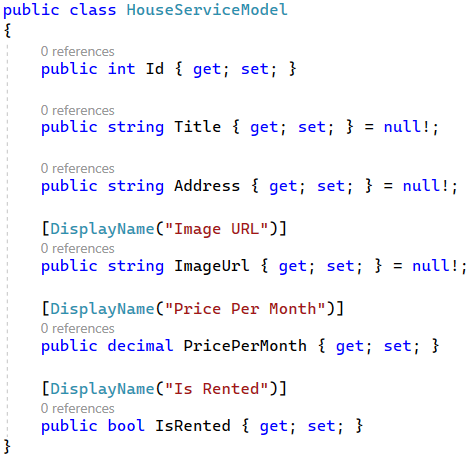 public class HouseServiceModel
{
0 references
public int Id { get; set; }
0 references
public string Title { get; set; } = null!;
0 references
public string Address { get; set; } = null!;
[DisplayName("Image URL")]
0 references
public string ImageUrl { get; set; } = null!;
[DisplayName("Price Per Month")]
0 references
public decimal PricePerMonth { get; set; }
[DisplayName("Is Rented")]
0 references
public bool IsRented { get; set; }
}